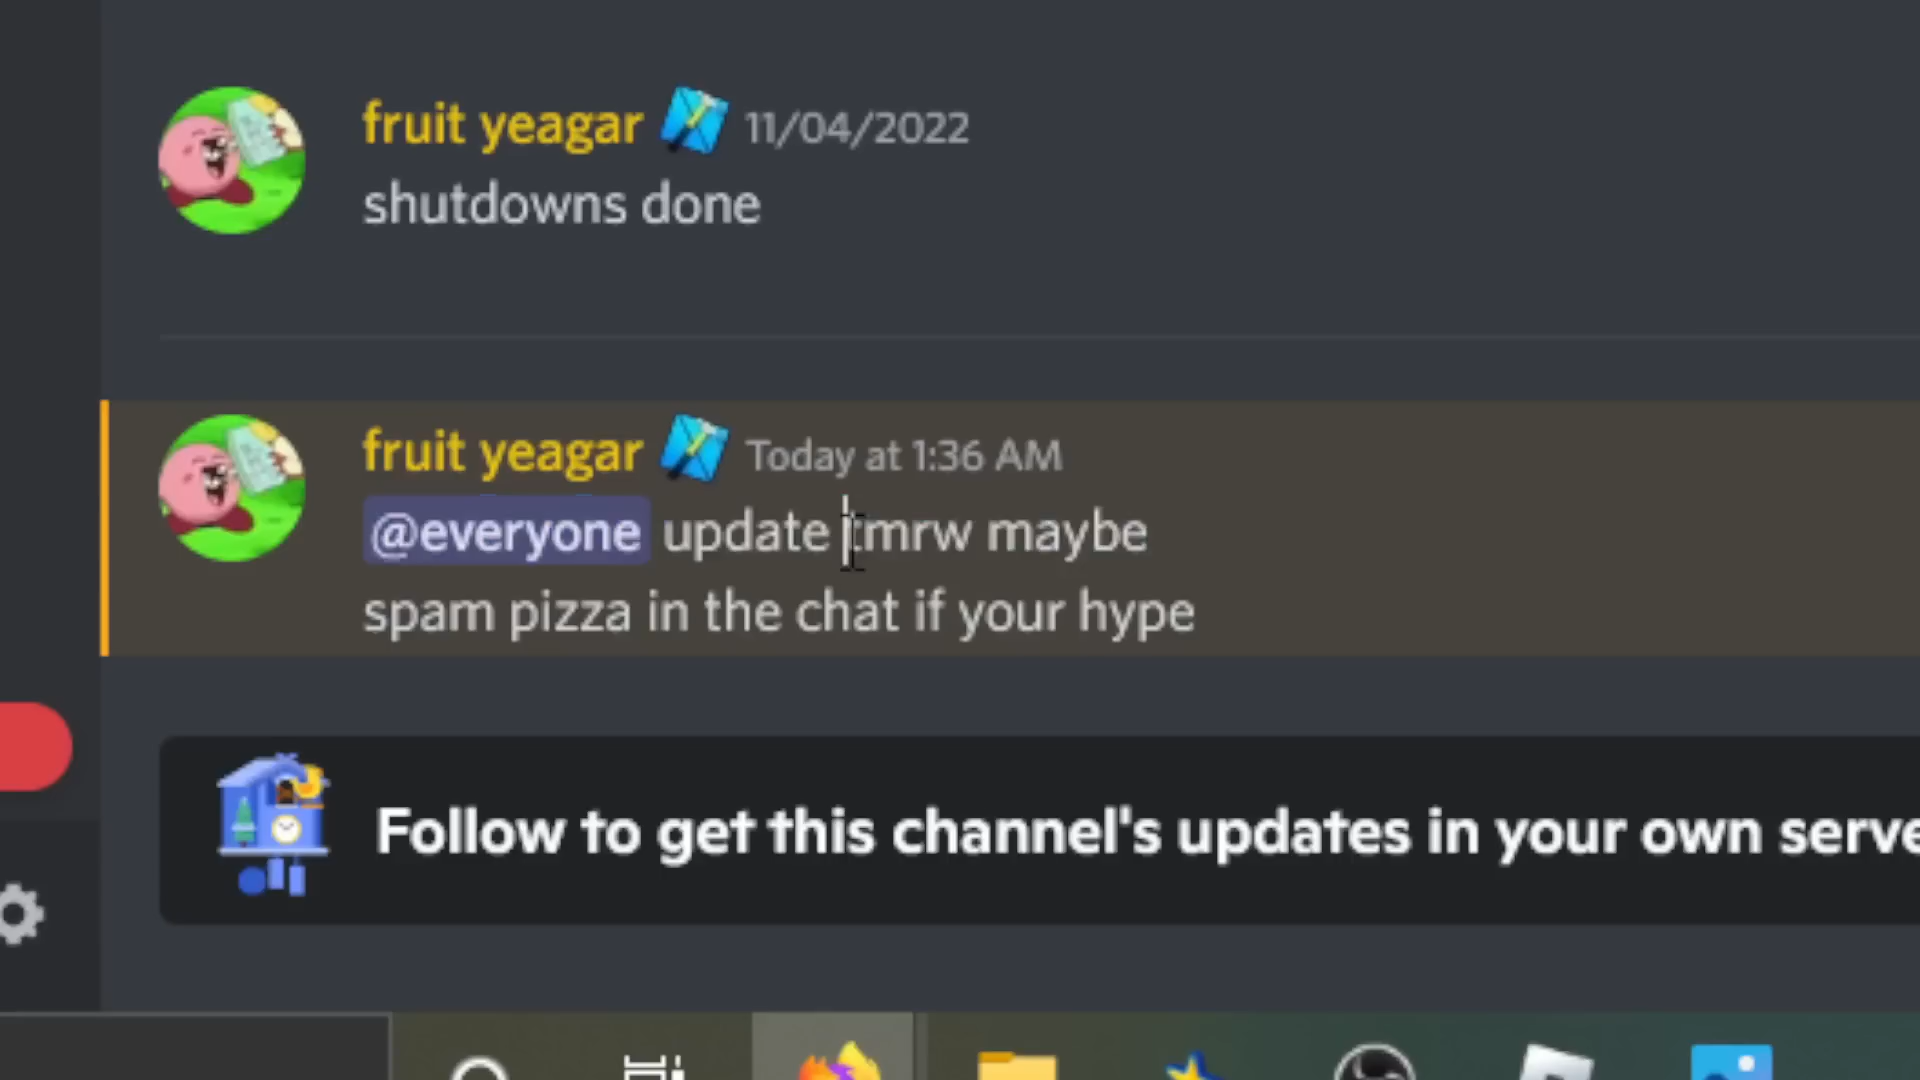 fruit yeagar 11/04/2022
shutdowns done
fruit yeagar Today at 1:36 AM
@everyone update tmrw maybe
spam pizza in the chat if your hype
Follow to get this channel's updates in your own serve